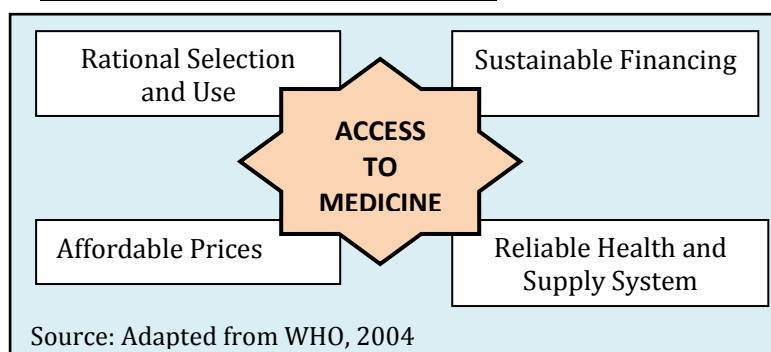 Rational Selection
and Use
Sustainable Financing
ACCESS
TO
MEDICINE
Affordable Prices
Reliable Health and
Supply System
Source: Adapted from WHO, 2004